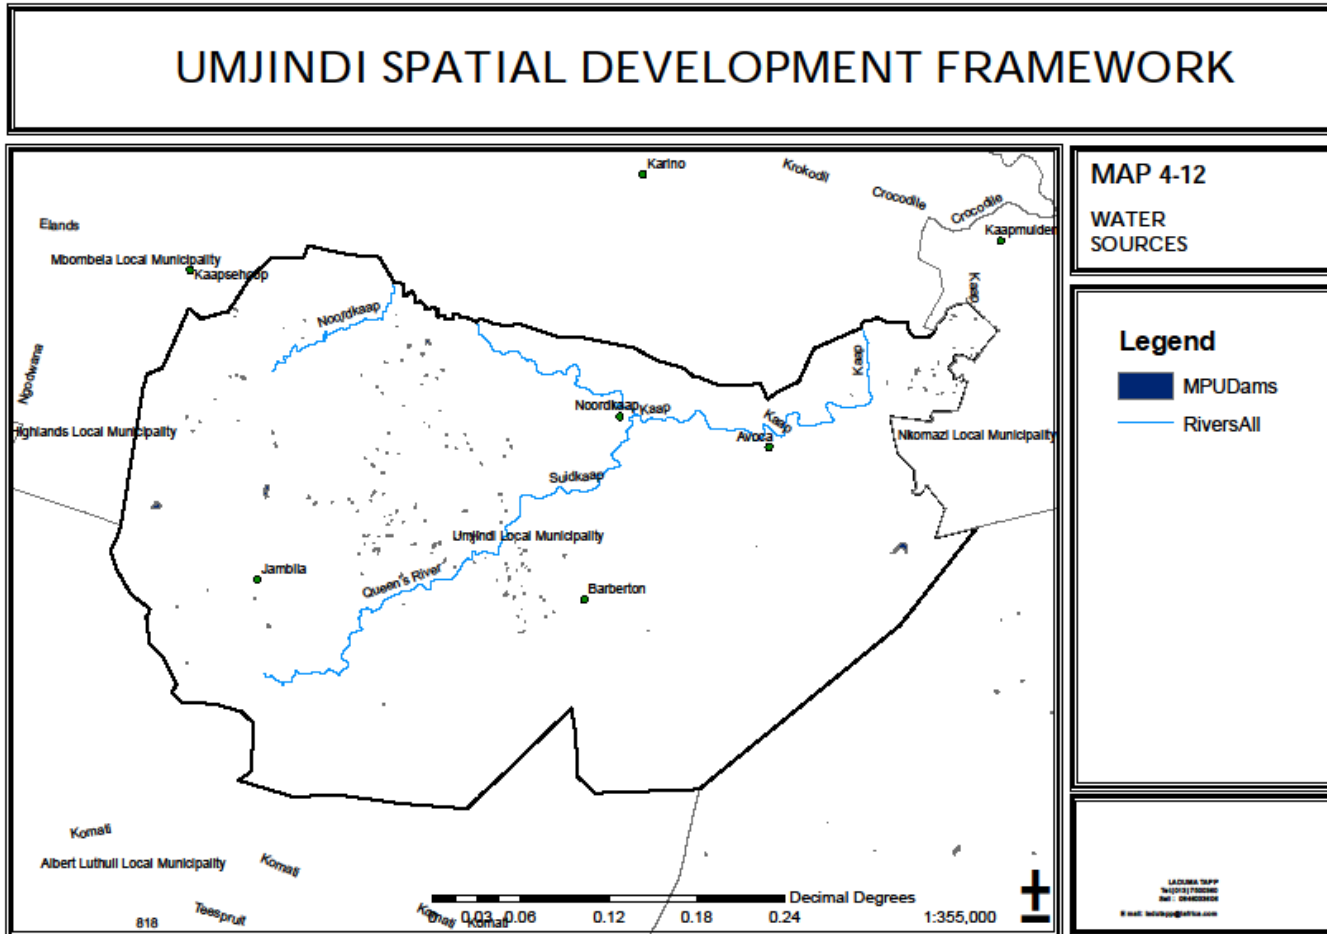 UMJINDI SPATIAL DEVELOPMENT FRAMEWORK
MAP 4-12
WATER
SOURCES
Legend
MPUDams
RiversAll
Karino
Krokodil
Crocodile
Crocodile
Kaapmuiden
Elands
Mbombela Local Municipality
Kaapsehoop
Kaap
Noordkaap
Ngodwana
Kaap
Noordkaap
Kaap
Kaap
Avoca
Highlands Local Municipality
Nkomazi Local Municipality
Suidkaap
Umjindi Local Municipality
Jambila
Queen's River
Barberton
Komati
Albert Luthuli Local Municipality
Komati
Teespruit
818
Komati
Komati
Decimal Degrees
0 0.03 0.06 0.12 0.18 0.24
1:355,000
LADUMA TAPP